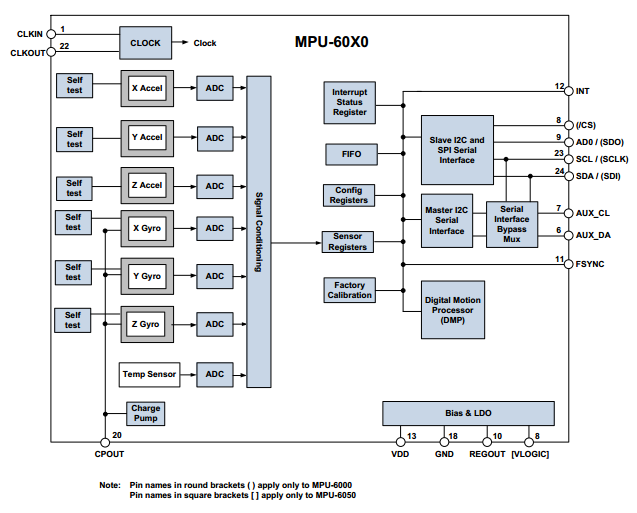 MPU-60X0
CLKIN
1
CLKOUT
22
CLOCK
Clock
Self
test
X Accel
ADC
Self
test
Y Accel
ADC
Self
test
Z Accel
ADC
Self
test
X Gyro
ADC
Self
test
Y Gyro
ADC
Self
test
Z Gyro
ADC
Temp Sensor
ADC
Charge
Pump
20
CPOUT
Signal Conditioning
Interrupt
Status
Register
FIFO
Config
Registers
Sensor
Registers
Factory
Calibration
Slave I2C and
SPI Serial
Interface
Master I2C
Serial
Interface
Serial
Interface
Bypass
Mux
Digital Motion
Processor
(DMP)
12
INT
8
(/CS)
9
AD0 / (SDO)
23
SCL / (SCLK)
24
SDA / (SDI)
7
AUX_CL
6
AUX_DA
11
FSYNC
Bias & LDO
13
18
10
8
VDD
GND
REGOUT
[VLOGIC]
Note: Pin names in round brackets ( ) apply only to MPU-6000
Pin names in square brackets [ ] apply only to MPU-6050